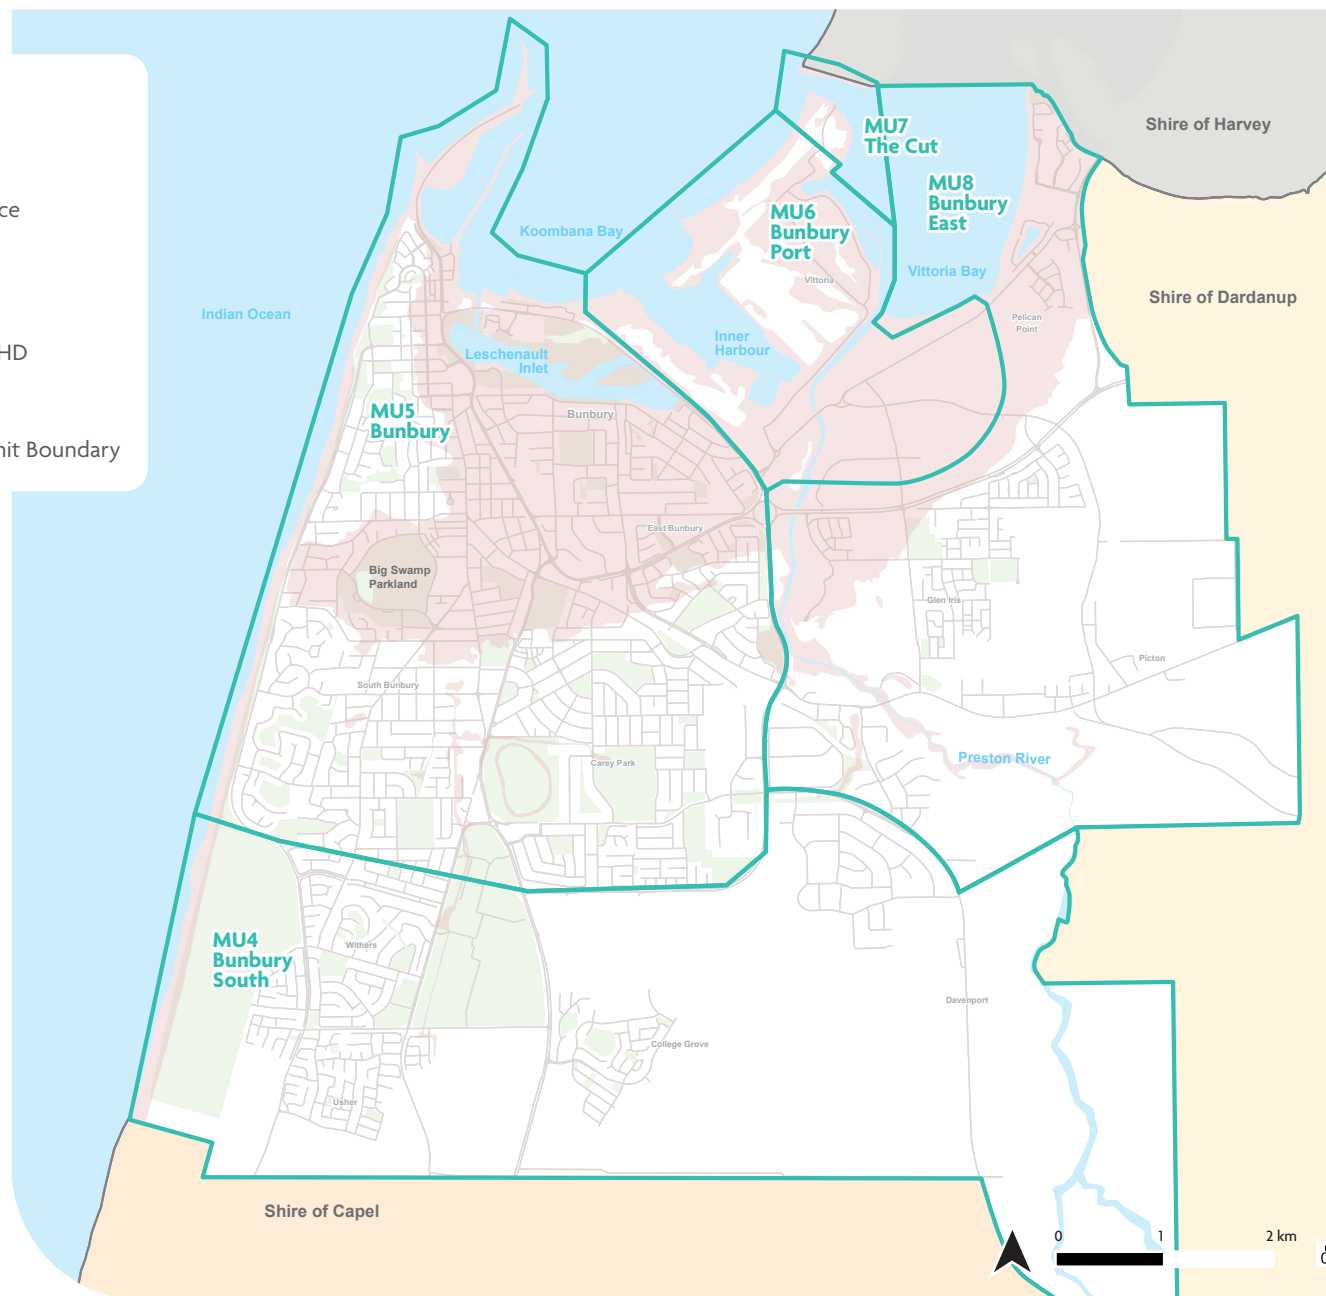 ce
HD
nit Boundary
Shire of Harvey
MU7
The Cut
MU8
Bunbury
East
MU6
Bunbury
Port
Koombana Bay
Vittoria Bay
Vittoria
Shire of Dardanup
Indian Ocean
Pelican
Point
Inner
Harbour
Leschenault
Inlet
MU5
Bunbury
Bunbury
East Bunbury
Big Swamp
Parkland
Glen Iris
Picton
South Bunbury
Preston River
Carey Park
MU4
Bunbury
South
Withers
Davenport
College Grove
Usher
Shire of Capel
0 1 2 km